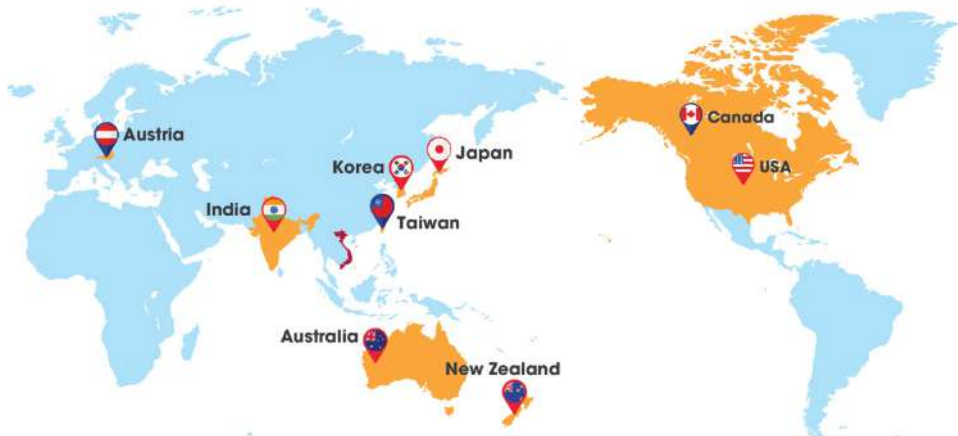 Austria
Korea
Japan
Canada
USA
India
Taiwan
Australia
New Zealand